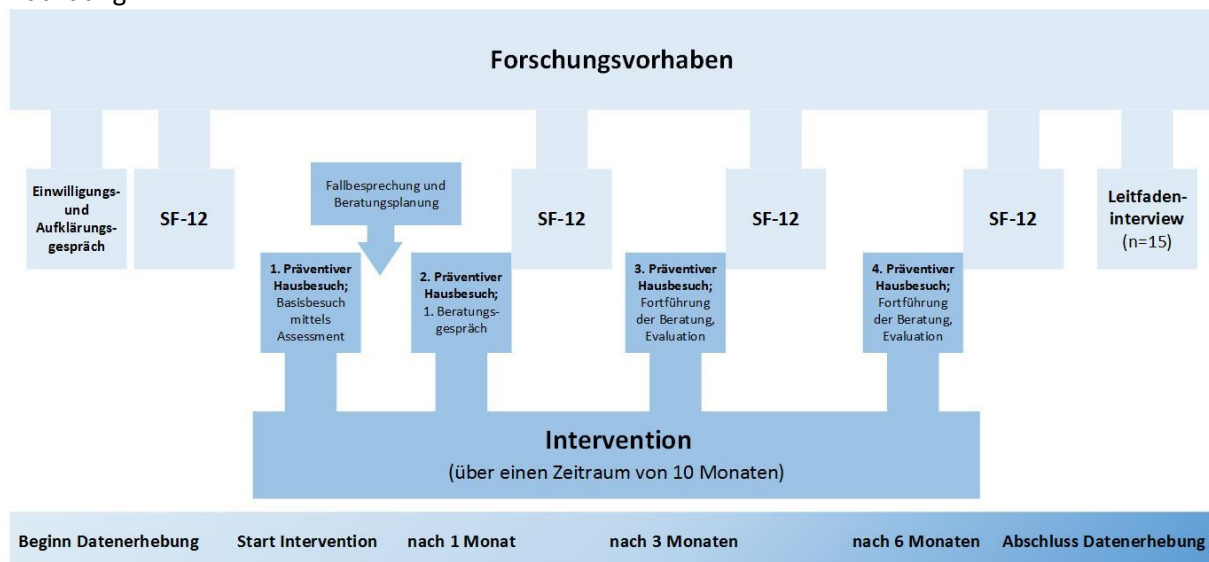 Forschungsvorhaben
Einwilligungs-
und
Aufklärungs-
gespräch
SF-12
Fallbesprechung und
Beratungsplanung
SF-12
SF-12
SF-12
Leitfaden-
interview
(n=15)
1. Präventiver
Hausbesuch;
Basisbesuch
mittels
Assessment
2. Präventiver
Hausbesuch;
1. Beratungs-
gespräch
3. Präventiver
Hausbesuch;
Fortführung
der Beratung,
Evaluation
4. Präventiver
Hausbesuch;
Fortführung
der Beratung,
Evaluation
Intervention
(über einen Zeitraum von 10 Monaten)
Beginn Datenerhebung
Start Intervention
nach 1 Monat
nach 3 Monaten
nach 6 Monaten
Abschluss Datenerhebung